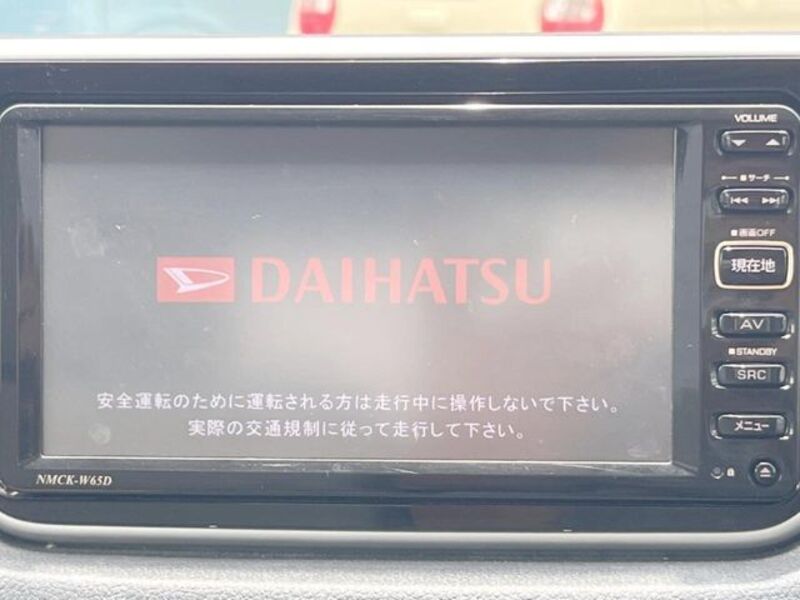 VOLUME
■サーチ
■画面OFF
現在地
DAIHATSU
AV
■STANDBY
SRC
安全運転のために運転される方は走行中に操作しないで下さい。
実際の交通規制に従って走行して下さい。
メニュー
NMCK-W65D